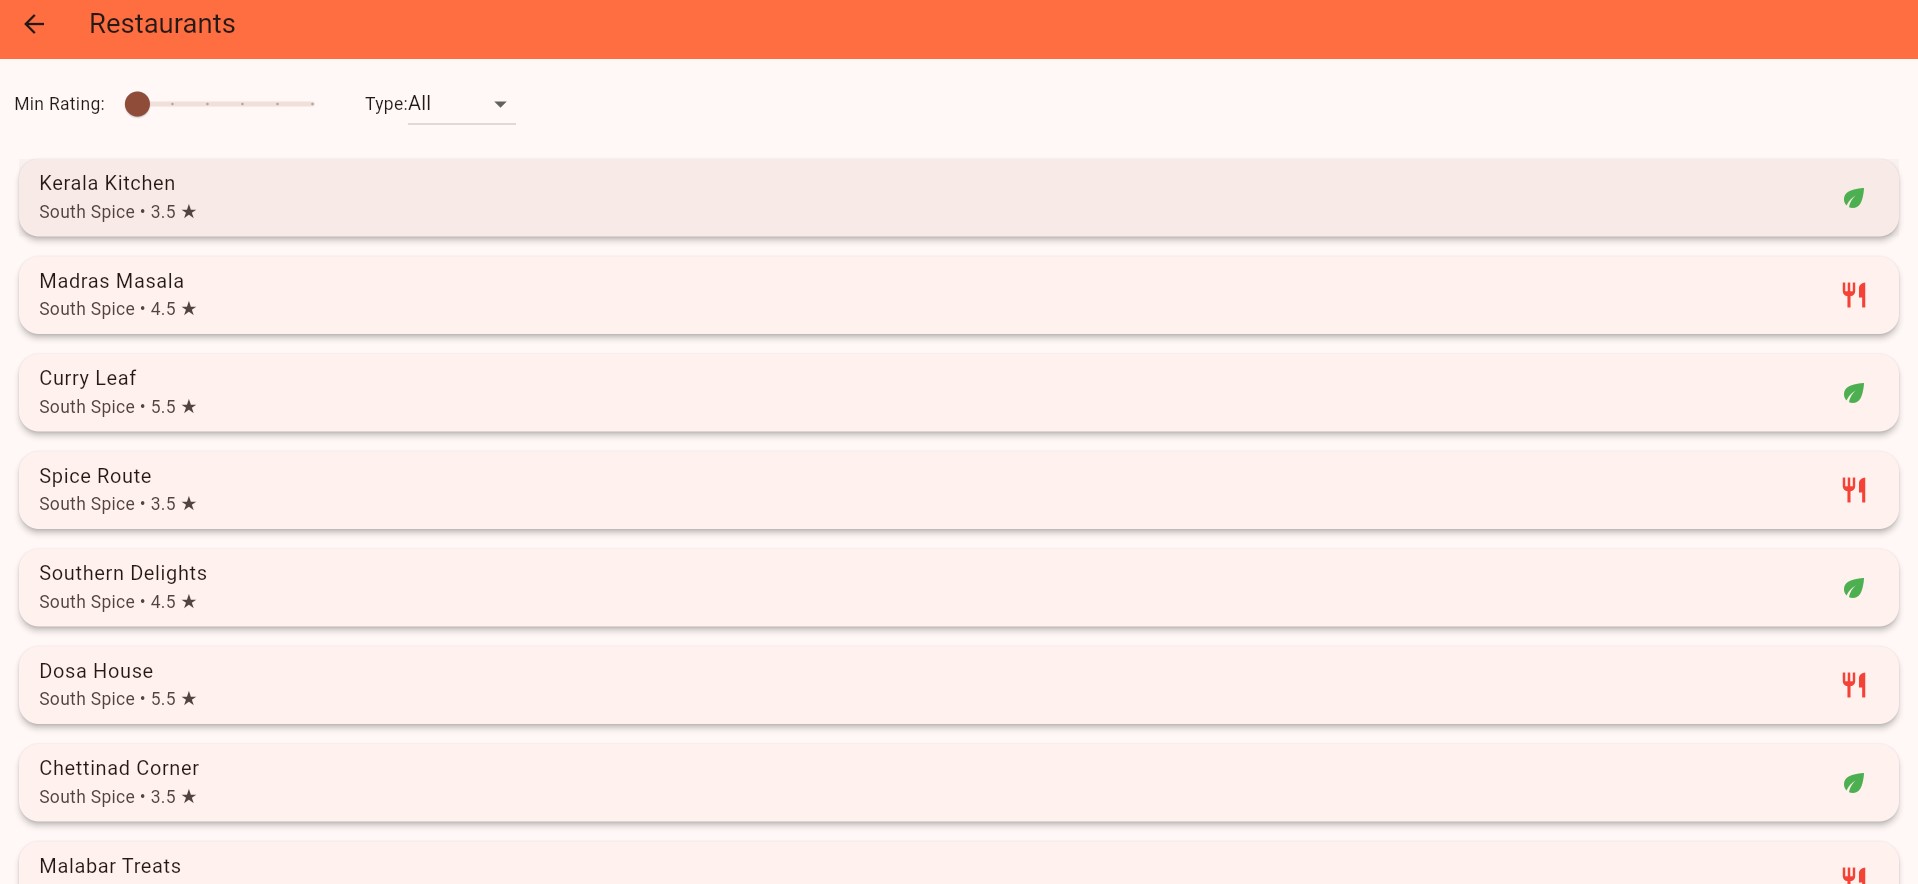 Restaurants
Min Rating:
Type:All
Kerala Kitchen
South Spice • 3.5 ★
Madras Masala
South Spice • 4.5 ★
Curry Leaf
South Spice • 5.5 ★
Spice Route
South Spice • 3.5 ★
Southern Delights
South Spice • 4.5 ★
Dosa House
South Spice • 5.5 ★
Chettinad Corner
South Spice • 3.5 ★
Malabar Treats